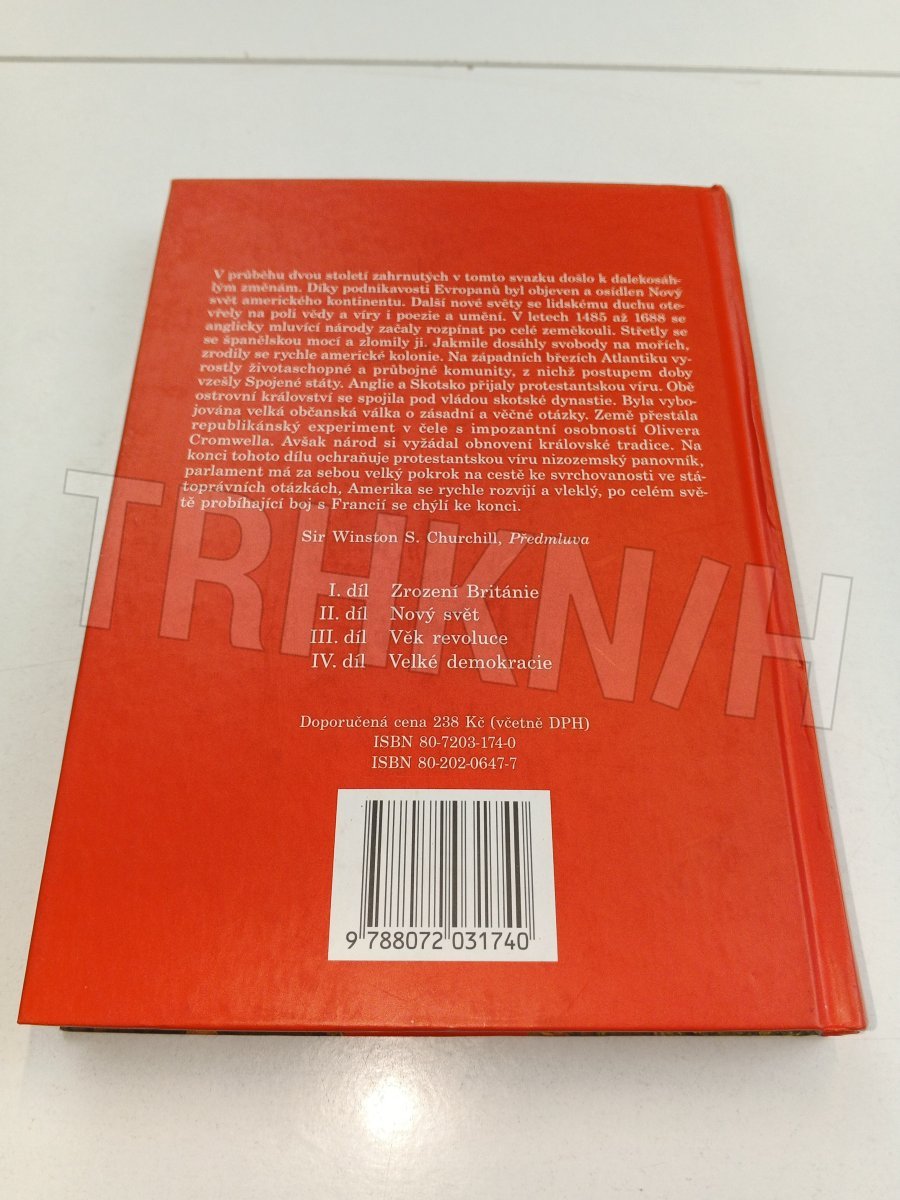 V průběhu dvou století zahrnutých v tomto svazku došlo k dalekosáh-
lým změnám. Díky podnikavosti Evropanů byl objeven a osídlen Nový
svět amerického kontinentu. Další nové světy se lidskému duchu ote-
vřely na polí vědy a víry i poezie a umění. V letech 1485 až 1688 se
anglicky mluvící národy začaly rozpínat po celé zeměkouli. Střetly se
se španělskou mocí a zlomily ji. Jakmile dosáhly svobody na mořích,
zrodily se rychle americké kolonie. Na západních březích Atlantiku vy-
rostly životaschopné a průbojné komunity, z nichž postupem doby
vzešly Spojené státy. Anglie a Skotsko přijaly protestantskou víru. Obě
ostrovní království se spojila pod vládou skotské dynastie. Byla vybo-
jována velká občanská válka o zásadní a věčné otázky. Země přestála
republikánský experiment v čele s impozantní osobností Olivera
Cromwella. Avšak národ si vyžádal obnovení královské tradice. Na
konci tohoto dílu ochraňuje protestantskou víru nizozemský panovník,
parlament má za sebou velký pokrok na cestě ke svrchovanosti ve stá-
toprávních otázkách, Amerika se rychle rozvíjí a vleklý, po celém svě-
tě probíhající boj s Francií se chýlí ke konci.
Sir Winston S. Churchill, Předmluva
I. díl Zrození Británie
II. díl Nový svět
III. díl Věk revoluce
IV. díl Velké demokracie
TRHKN/H
Doporučená cena 238 Kč (včetně DPH)
ISBN 80-7203-174-0
ISBN 80-202-0647-7
9 788072 031740